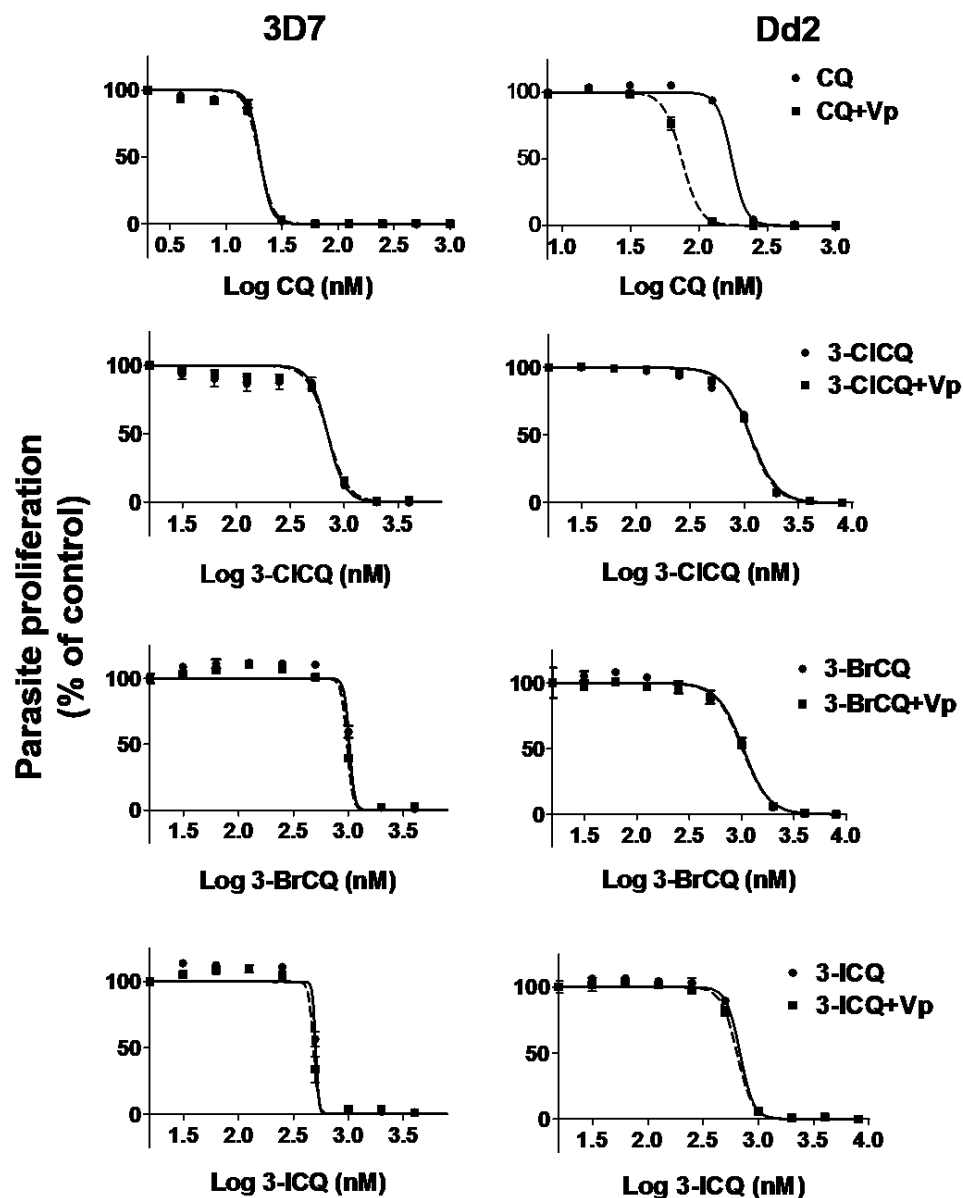 3D7
Dd2
100
50
0
0.5 1.0 1.5 2.0 2.5 3.0
Log CQ (nM)
100
50
0
1.0 1.5 2.0 2.5 3.0
Log CQ (nM)
CQ
CQ+Vp
100
50
0
1.5 2.0 2.5 3.0 3.5
Log 3-ClCQ (nM)
100
50
0
1.5 2.0 2.5 3.0 3.5 4.0
Log 3-ClCQ (nM)
3-ClCQ
3-ClCQ+Vp
Parasite proliferation
(% of control)
100
50
0
1.5 2.0 2.5 3.0 3.5
Log 3-BrCQ (nM)
100
50
0
1.5 2.0 2.5 3.0 3.5 4.0
Log 3-BrCQ (nM)
3-BrCQ
3-BrCQ+Vp
100
50
0
1.5 2.0 2.5 3.0 3.5
Log 3-ICQ (nM)
100
50
0
1.5 2.0 2.5 3.0 3.5 4.0
Log 3-ICQ (nM)
3-ICQ
3-ICQ+Vp